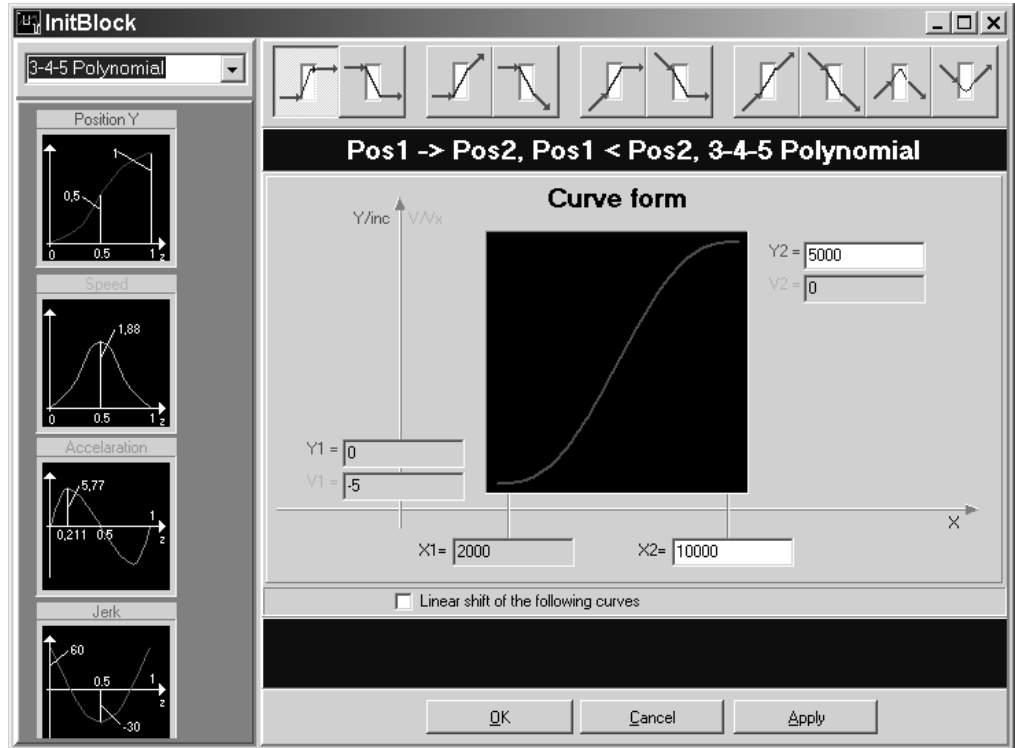 InitBlock
3-4-5 Polynomial
Position Y
1
0,5
0 0.5 1 z
Speed
1,88
0 0.5 1 z
Accelaration
5,77
1
0,211 0.5 z
Jerk
60
0.5 1
z
-30
Pos1 -> Pos2, Pos1 < Pos2, 3-4-5 Polynomial
Curve form
Y/inc V/Vx
Y2 = 5000
V2 = 0
Y1 = 0
V1 = -5
X
X1= 2000 X2= 10000
Linear shift of the following curves
OK Cancel Apply